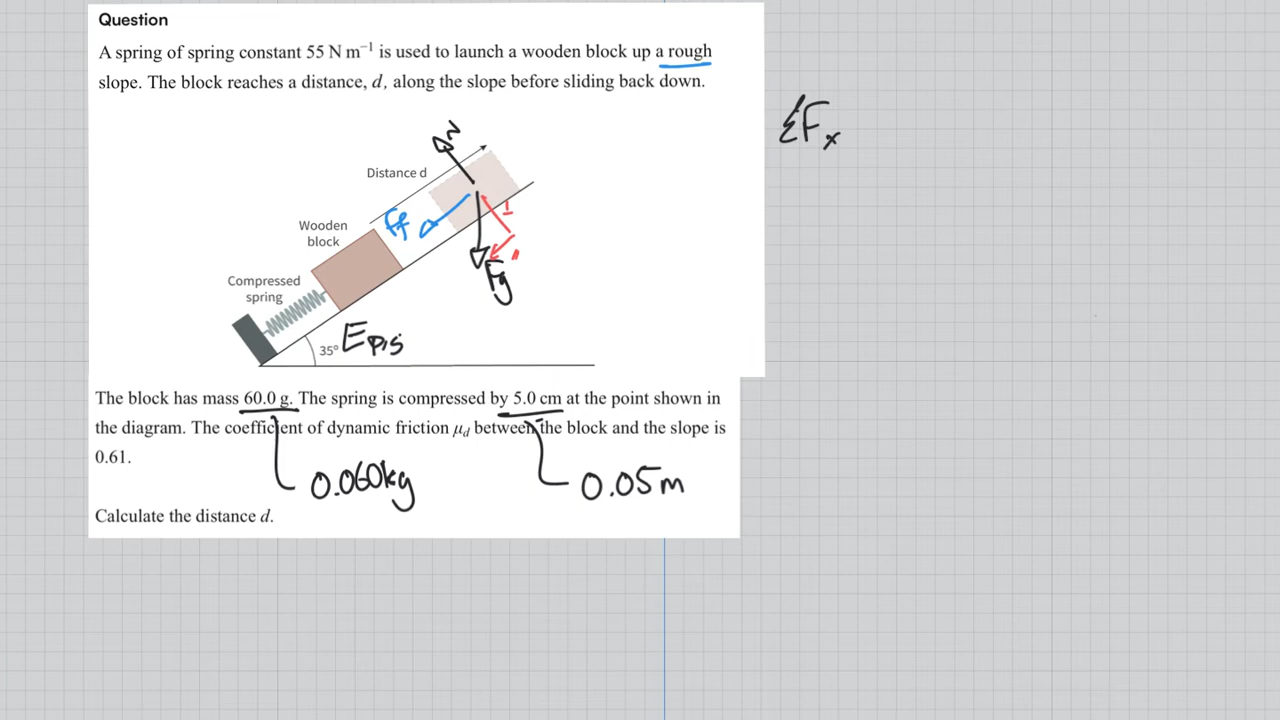 Question
A spring of spring constant 55 N m⁻¹ is used to launch a wooden block up a rough
slope. The block reaches a distance, d, along the slope before sliding back down.
ΣFx
N
Distance d
Ff
⊥
Wooden
block
Fg
Compressed
spring
35°
Ep,s
The block has mass 60.0 g. The spring is compressed by 5.0 cm at the point shown in
the diagram. The coefficient of dynamic friction μd between the block and the slope is
0.61.
0.060kg
0.05m
Calculate the distance d.